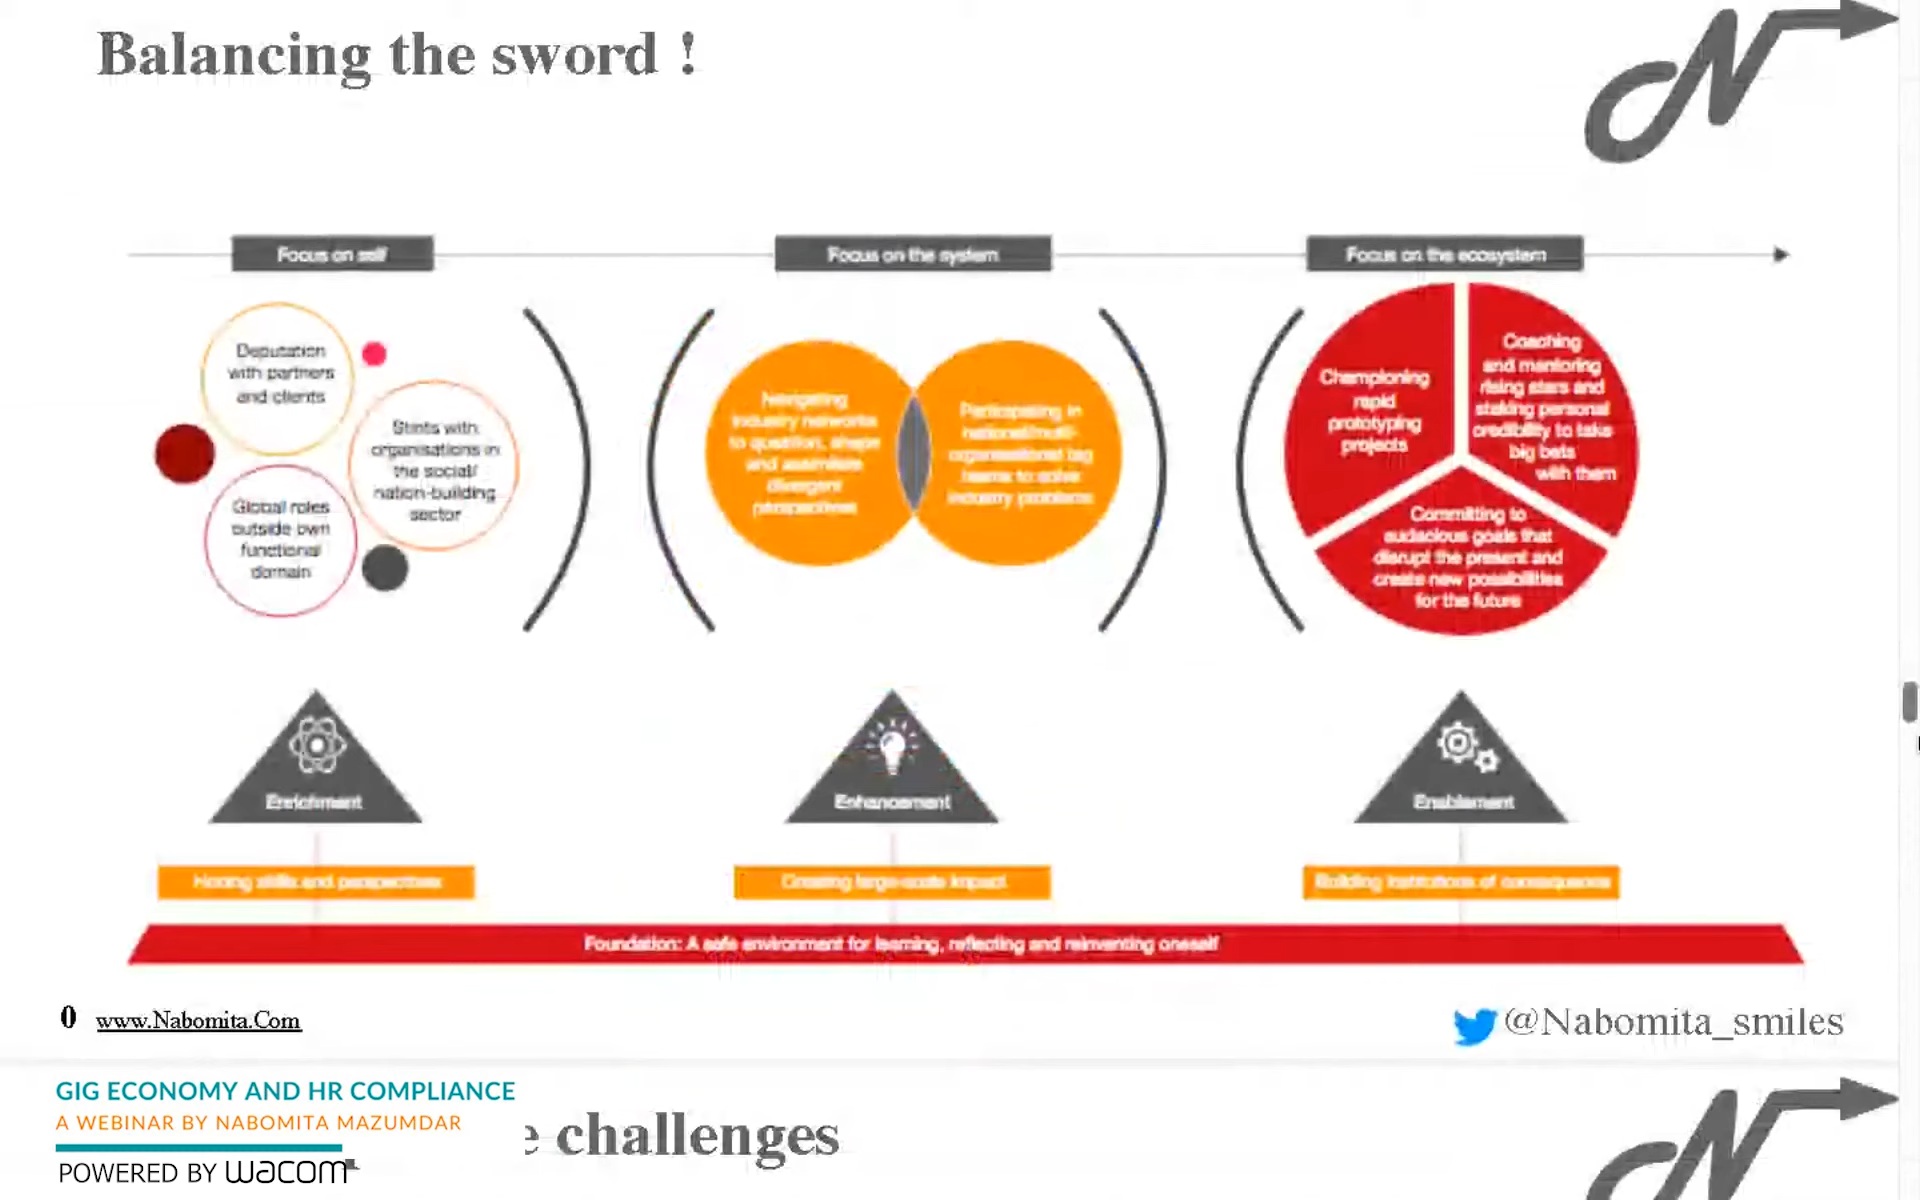 Balancing the sword !
Focus on self
Focus on the system
Focus on the ecosystem
Deputation
with partners
and clients
Stints with
organisations in
the social/
nation-building
sector
Global roles
outside own
functional
domain
Navigating
industry networks
to question, shape
and assimilate
divergent
perspectives
Participating in
national/multi-
organisational big
teams to solve
industry problems
Championing
rapid
prototyping
projects
Coaching
and mentoring
rising stars and
staking personal
credibility to take
big bets
with them
Committing to
audacious goals that
disrupt the present and
create new possibilities
for the future
Enrichment
Enhancement
Enablement
Honing skills and perspectives
Creating large-scale impact
Building institutions of consequence
Foundation: A safe environment for learning, reflecting and reinventing oneself
0 www.Nabomita.Com
@Nabomita_smiles
GIG ECONOMY AND HR COMPLIANCE
A WEBINAR BY NABOMITA MAZUMDAR
e challenges
POWERED BY wacom